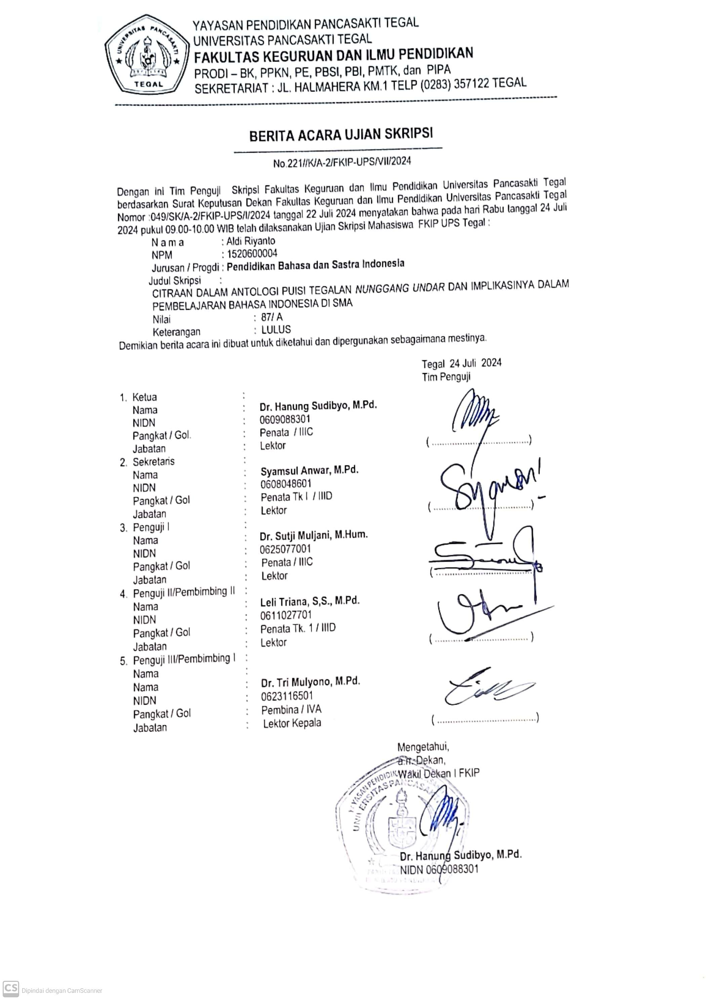 UNIVERSITAS PANCASAKTI
TEGAL
YAYASAN PENDIDIKAN PANCASAKTI TEGAL
UNIVERSITAS PANCASAKTI TEGAL
FAKULTAS KEGURUAN DAN ILMU PENDIDIKAN
PRODI – BK, PPKN, PE, PBSI, PBI, PMTK, dan PIPA
SEKRETARIAT : JL. HALMAHERA KM.1 TELP (0283) 357122 TEGAL
BERITA ACARA UJIAN SKRIPSI
No.221//K/A-2/FKIP-UPS/VII/2024
Dengan ini Tim Penguji Skripsi Fakultas Keguruan dan Ilmu Pendidikan Universitas Pancasakti Tegal
berdasarkan Surat Keputusan Dekan Fakultas Keguruan dan Ilmu Pendidikan Universitas Pancasakti Tegal
Nomor :049/SK/A-2/FKIP-UPS/I/2024 tanggal 22 Juli 2024 menyatakan bahwa pada hari Rabu tanggal 24 Juli
2024 pukul 09.00-10.00 WIB telah dilaksanakan Ujian Skripsi Mahasiswa FKIP UPS Tegal :
N a m a : Aldi Riyanto
NPM : 1520600004
Jurusan / Progdi : Pendidikan Bahasa dan Sastra Indonesia
Judul Skripsi :
CITRAAN DALAM ANTOLOGI PUISI TEGALAN NUNGGANG UNDAR DAN IMPLIKASINYA DALAM
PEMBELAJARAN BAHASA INDONESIA DI SMA
Nilai : 87/ A
Keterangan : LULUS
Demikian berita acara ini dibuat untuk diketahui dan dipergunakan sebagaimana mestinya.
Tegal 24 Juli 2024
Tim Penguji
1. Ketua :
Nama : Dr. Hanung Sudibyo, M.Pd.
NIDN : 0609088301
Pangkat / Gol. : Penata / IIIC
Jabatan : Lektor (....................................)
2. Sekretaris :
Nama : Syamsul Anwar, M.Pd.
NIDN : 0608048601
Pangkat / Gol : Penata Tk I / IIID
Jabatan : Lektor (....................................)
3. Penguji I :
Nama : Dr. Sutji Muljani, M.Hum.
NIDN : 0625077001
Pangkat / Gol : Penata / IIIC
Jabatan : Lektor (....................................
4. Penguji II/Pembimbing II :
Nama : Leli Triana, S,S., M.Pd.
NIDN : 0611027701
Pangkat / Gol : Penata Tk. 1 / IIID
Jabatan : Lektor (....................................)
5. Penguji III/Pembimbing I :
Nama :
Nama : Dr. Tri Mulyono, M.Pd.
NIDN : 0623116501
Pangkat / Gol : Pembina / IVA
Jabatan : Lektor Kepala (....................................)
Mengetahui,
a.n. Dekan,
Wakil Dekan I FKIP
YAYASAN PENDIDIK
UNIVERSITAS PANCASAKTI
Dr. Hanung Sudibyo, M.Pd.
NIDN 0609088301
CS Dipindai dengan CamScanner